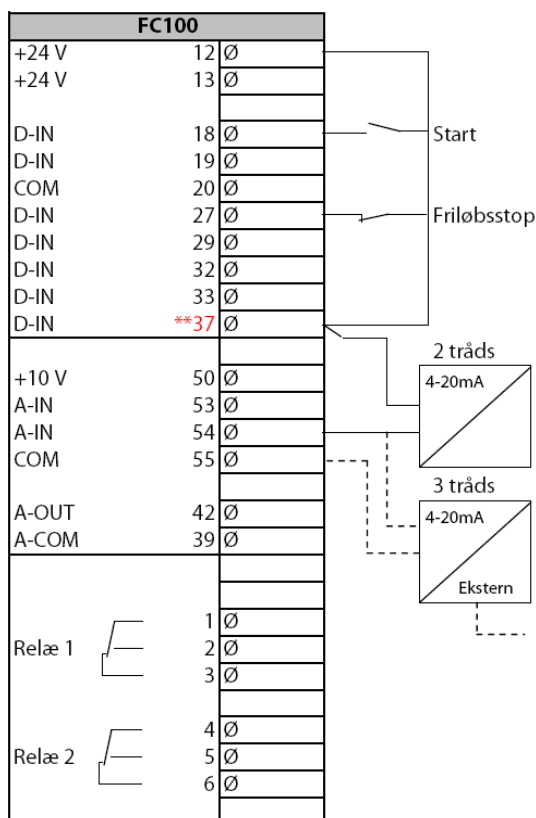 FC100
+24 V 12 Ø
+24 V 13 Ø
D-IN 18 Ø Start
D-IN 19 Ø
COM 20 Ø
D-IN 27 Ø Friløbsstop
D-IN 29 Ø
D-IN 32 Ø
D-IN 33 Ø
D-IN **37 Ø
2 tråds
+10 V 50 Ø 4-20mA
A-IN 53 Ø
A-IN 54 Ø
COM 55 Ø
3 tråds
A-OUT 42 Ø 4-20mA
A-COM 39 Ø
Ekstern
1 Ø
Relæ 1 2 Ø
3 Ø
4 Ø
Relæ 2 5 Ø
6 Ø